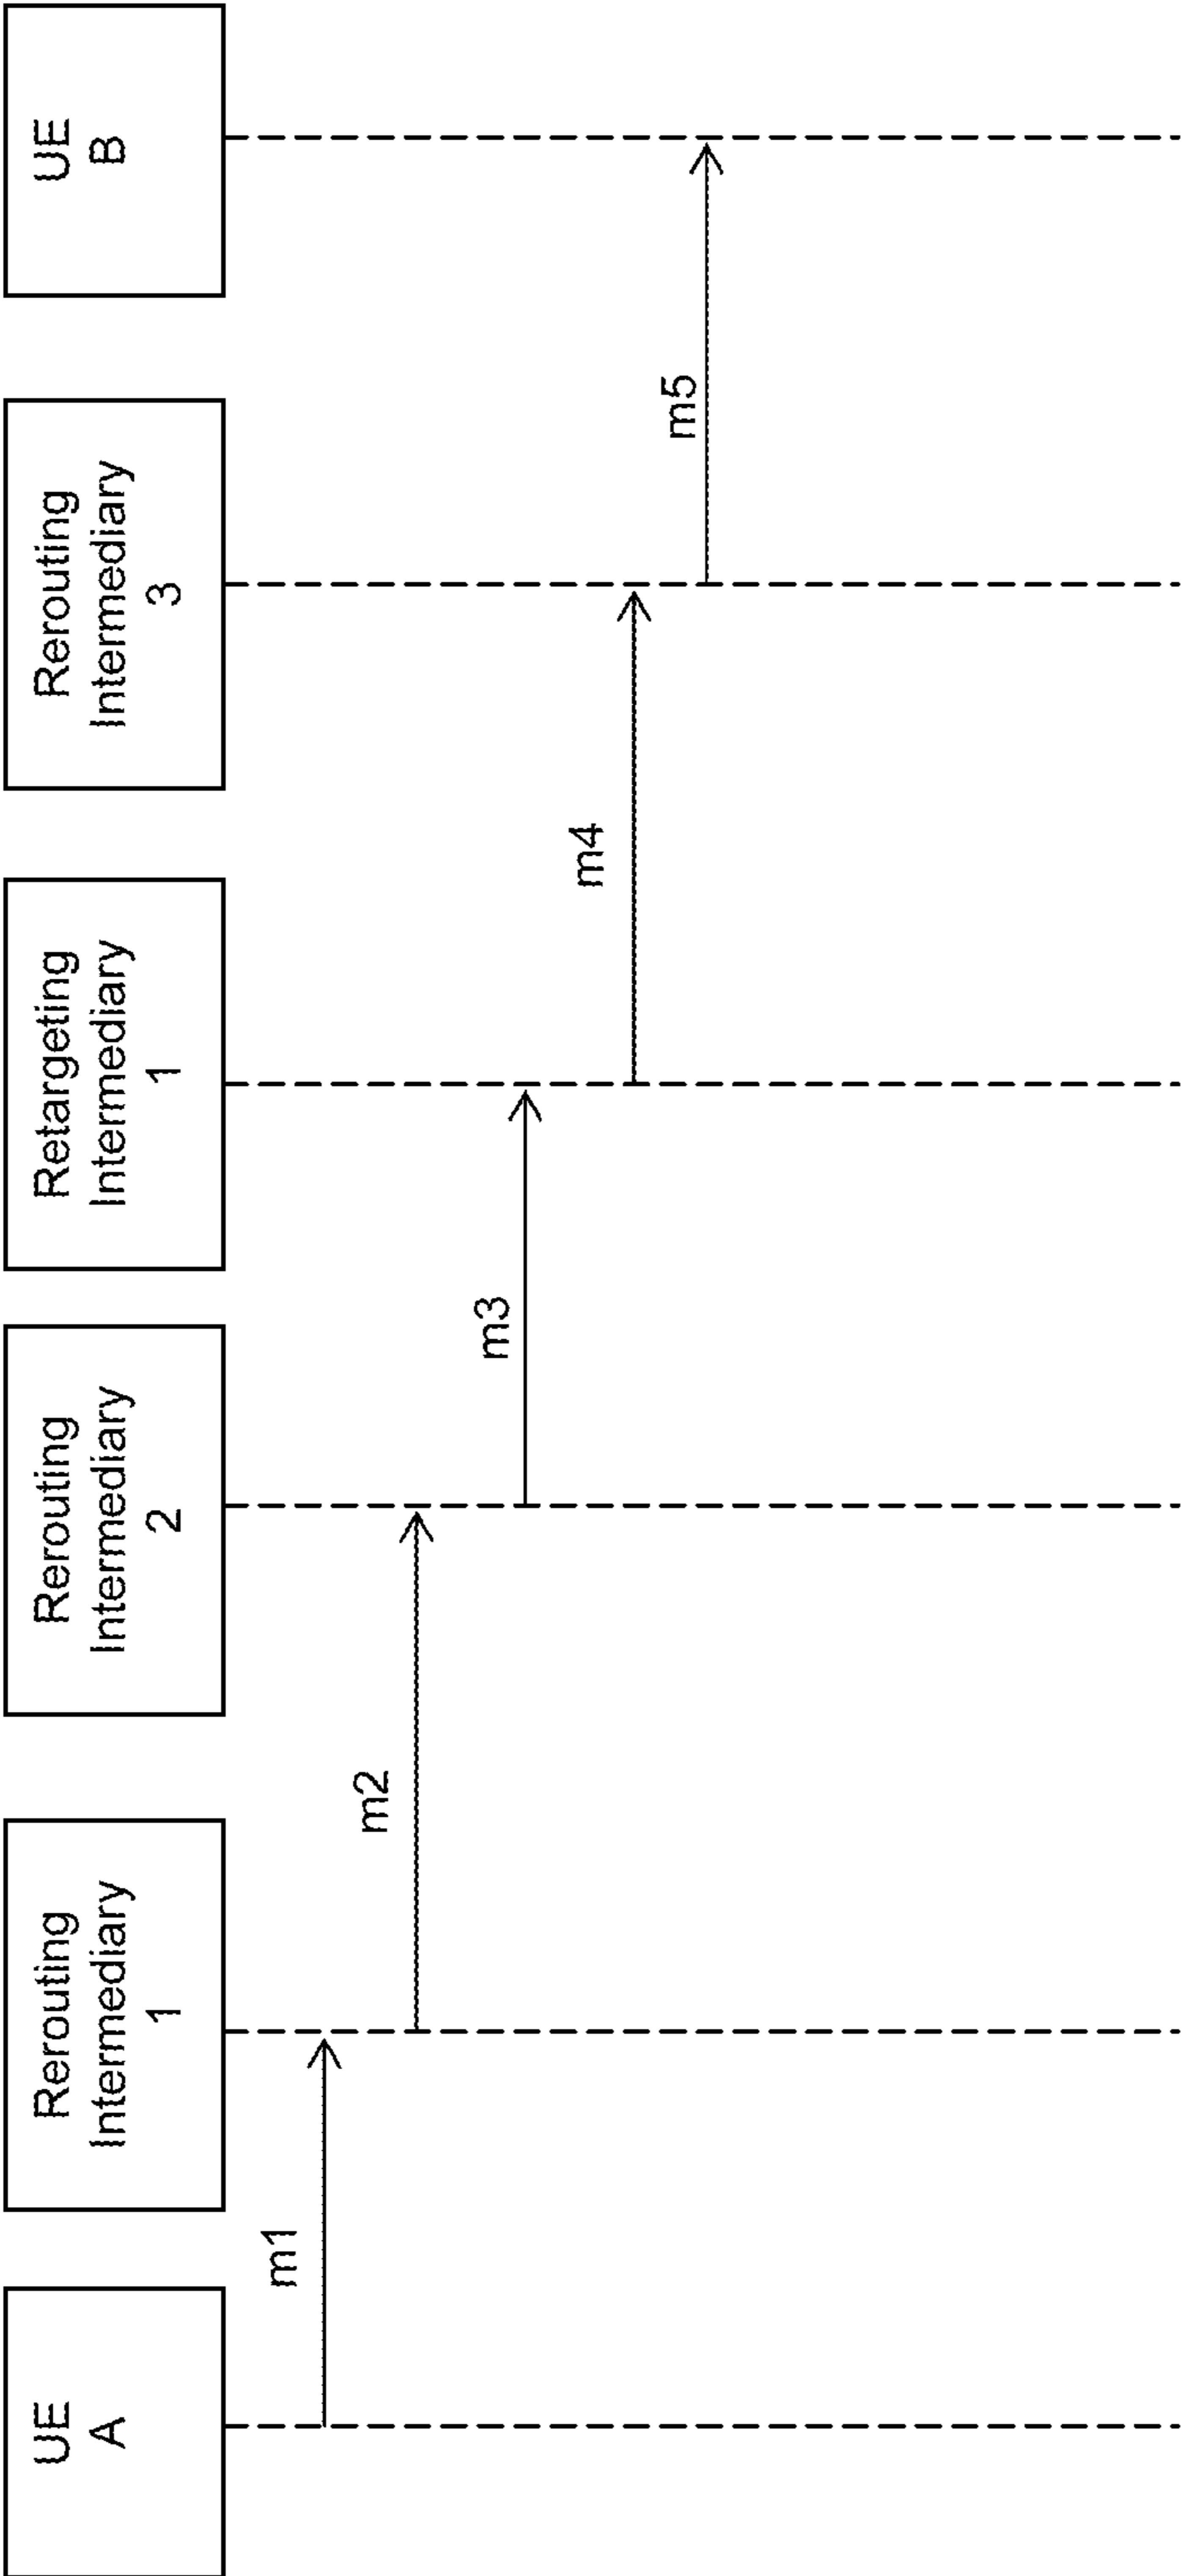 UE
A
Rerouting
Intermediary
1
Rerouting
Intermediary
2
Retargeting
Intermediary
1
Rerouting
Intermediary
3
UE
B
m1
m2
m3
m4
m5